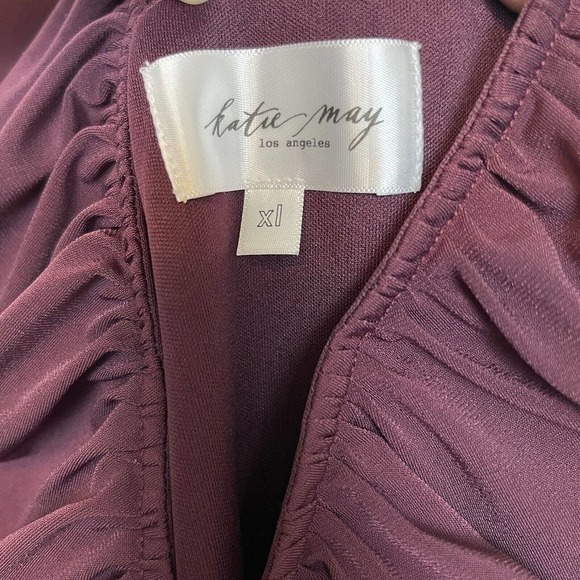 katie may
los angeles
xl